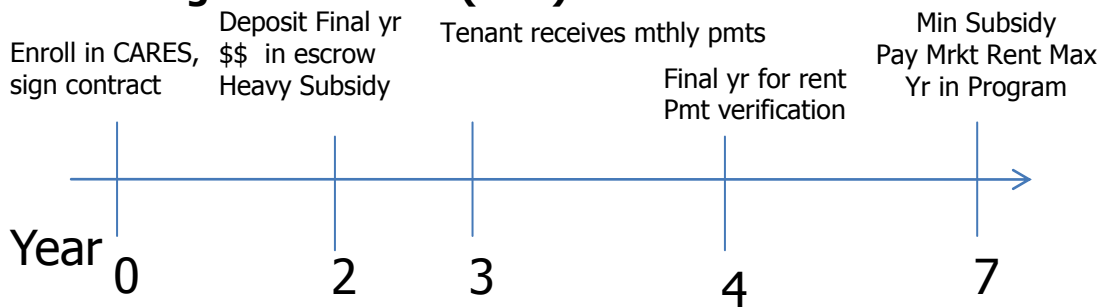 Enroll in CARES,
sign contract
Deposit Final yr
$$ in escrow
Heavy Subsidy
Tenant receives mthly pmts
Final yr for rent
Pmt verification
Min Subsidy
Pay Mrkt Rent Max
Yr in Program
Year
0
2
3
4
7